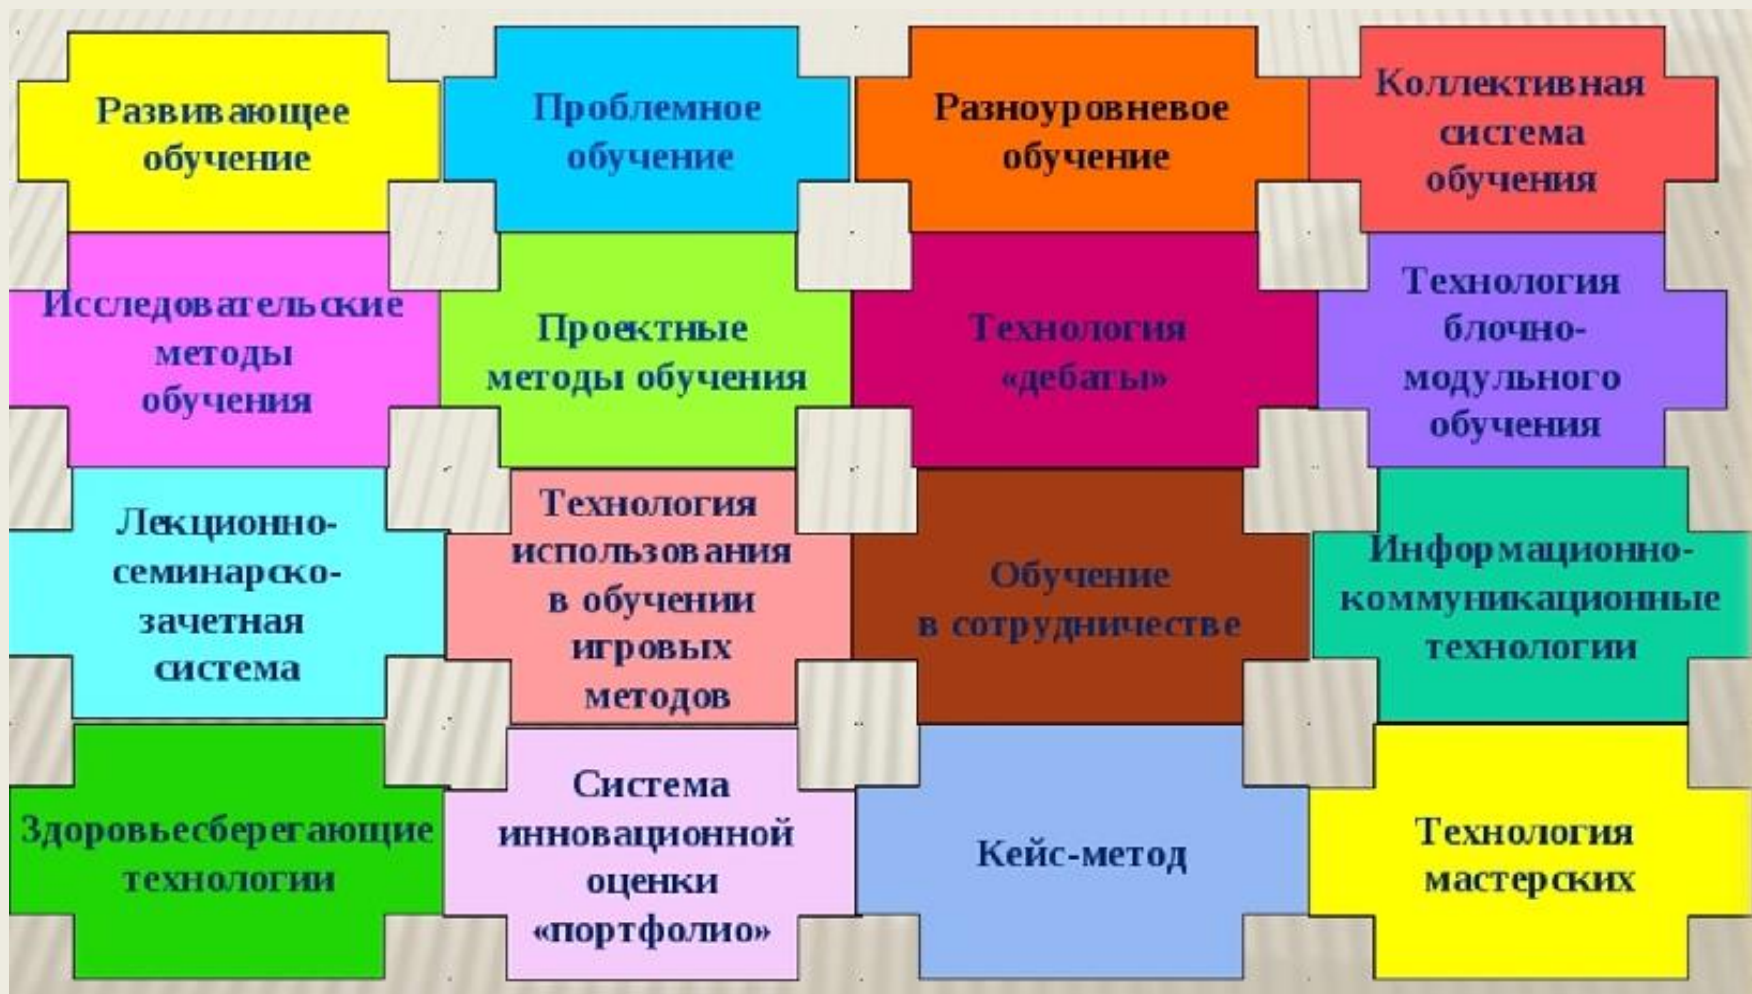 Развивающее
обучение
Проблемное
обучение
Разноуровневое
обучение
Коллективная
система
обучения
Исследовательские
методы
обучения
Проектные
методы обучения
Технология
«дебаты»
Технология
блочно-
модульного
обучения
Лекционно-
семинарско-
зачетная
система
Технология
использования
в обучении
игровых
методов
Обучение
в сотрудничестве
Информационно-
коммуникационные
технологии
Здоровьесберегающие
технологии
Система
инновационной
оценки
«портфолио»
Кейс-метод
Технология
мастерских